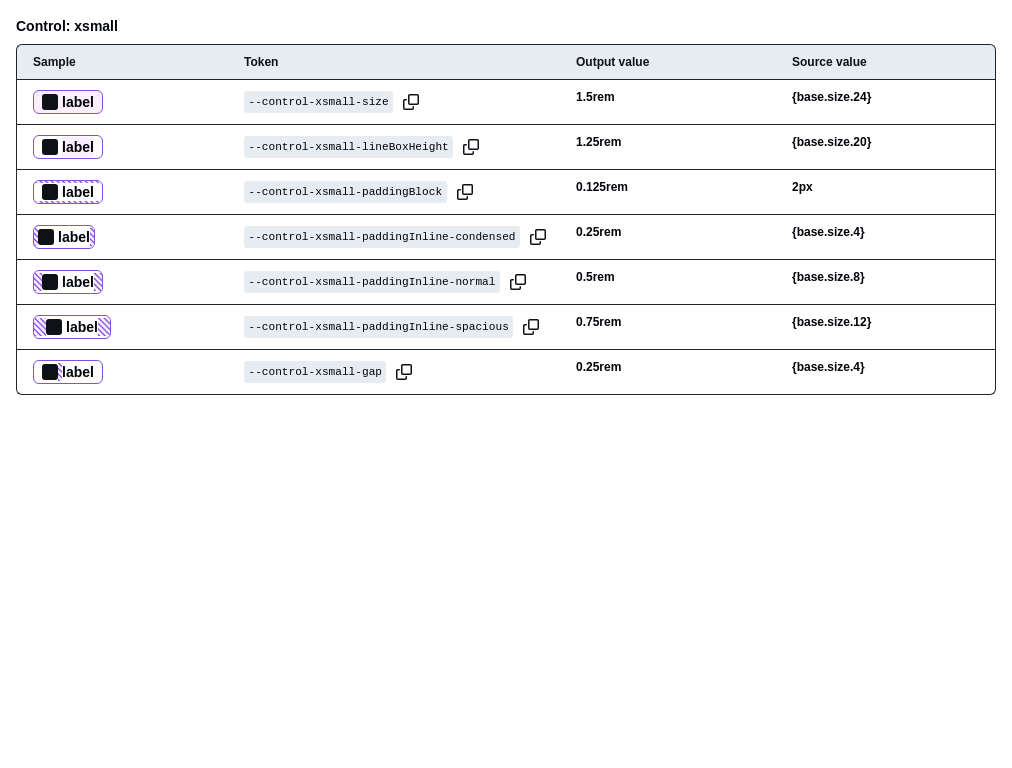 Control: xsmall
Sample Token Output value Source value
label --control-xsmall-size 1.5rem {base.size.24}
label --control-xsmall-lineBoxHeight 1.25rem {base.size.20}
label --control-xsmall-paddingBlock 0.125rem 2px
label --control-xsmall-paddingInline-condensed 0.25rem {base.size.4}
label --control-xsmall-paddingInline-normal 0.5rem {base.size.8}
label --control-xsmall-paddingInline-spacious 0.75rem {base.size.12}
label --control-xsmall-gap 0.25rem {base.size.4}